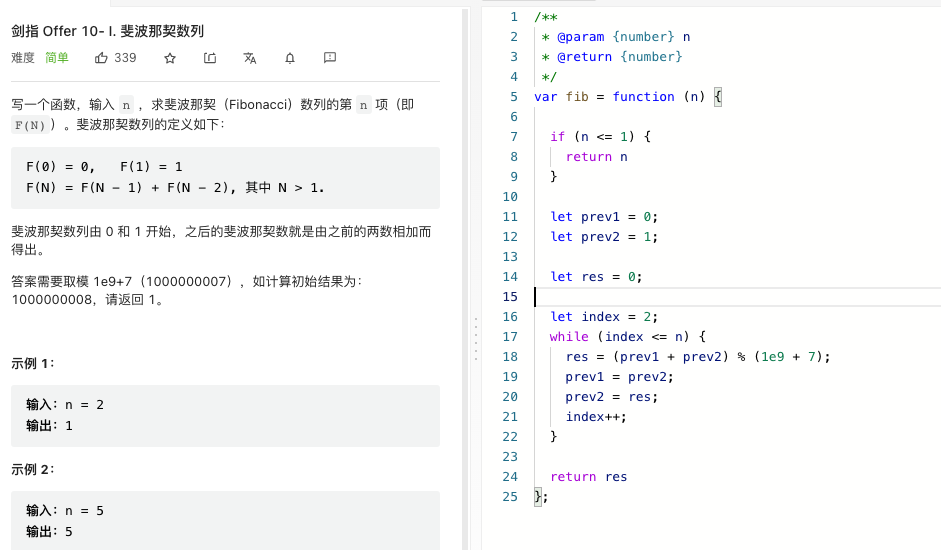 剑指 Offer 10- I. 斐波那契数列
难度 简单 339
写一个函数，输入 n ，求斐波那契（Fibonacci）数列的第 n 项（即
F(N)）。斐波那契数列的定义如下：
F(0) = 0,   F(1) = 1
F(N) = F(N - 1) + F(N - 2), 其中 N > 1.
斐波那契数列由 0 和 1 开始，之后的斐波那契数就是由之前的两数相加而
得出。
答案需要取模 1e9+7（1000000007），如计算初始结果为：
1000000008，请返回 1。
示例 1：
输入：n = 2
输出：1
示例 2：
输入：n = 5
输出：5
1 /**
2  * @param {number} n
3  * @return {number}
4  */
5 var fib = function (n) {
6
7   if (n <= 1) {
8     return n
9   }
10
11   let prev1 = 0;
12   let prev2 = 1;
13
14   let res = 0;
15
16   let index = 2;
17   while (index <= n) {
18     res = (prev1 + prev2) % (1e9 + 7);
19     prev1 = prev2;
20     prev2 = res;
21     index++;
22   }
23
24   return res
25 };